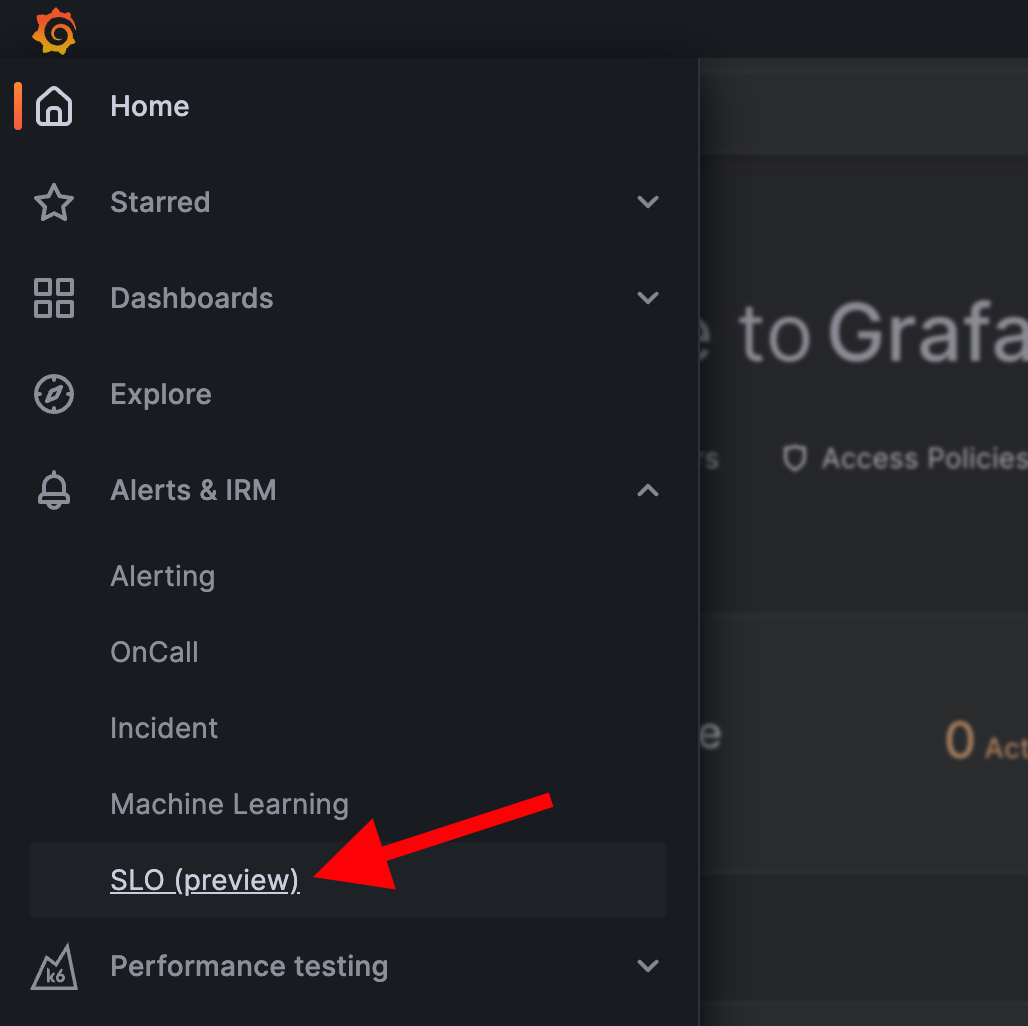 Home
Starred
Dashboards
to Grafa
Explore
Access Policies
Alerts & IRM
Alerting
OnCall
Incident
0 Act
Machine Learning
SLO (preview)
k6
Performance testing